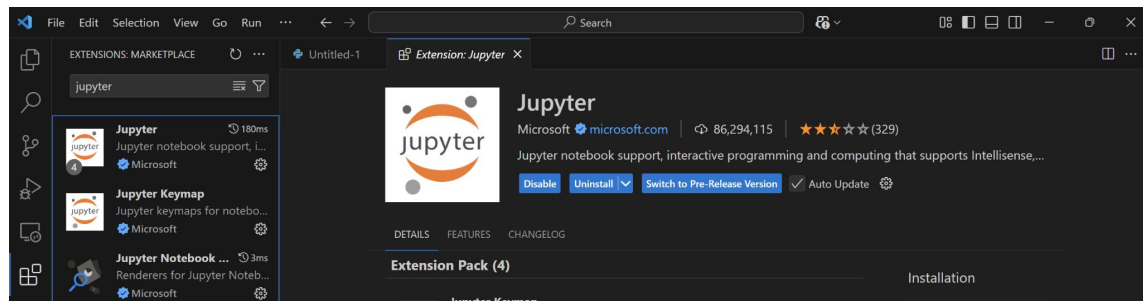 File Edit Selection View Go Run ··· Search
EXTENSIONS: MARKETPLACE
jupyter
Jupyter 180ms
Jupyter notebook support, i...
Microsoft
4
Jupyter Keymap
Jupyter keymaps for notebo...
Microsoft
Jupyter Notebook ... 3ms
Renderers for Jupyter Noteb...
Microsoft
Untitled-1 Extension: Jupyter
jupyter
Jupyter
Microsoft microsoft.com | 86,294,115 | (329)
Jupyter notebook support, interactive programming and computing that supports Intellisense,...
Disable Uninstall Switch to Pre-Release Version Auto Update
DETAILS FEATURES CHANGELOG
Extension Pack (4)
Installation
Jupyter Keymap